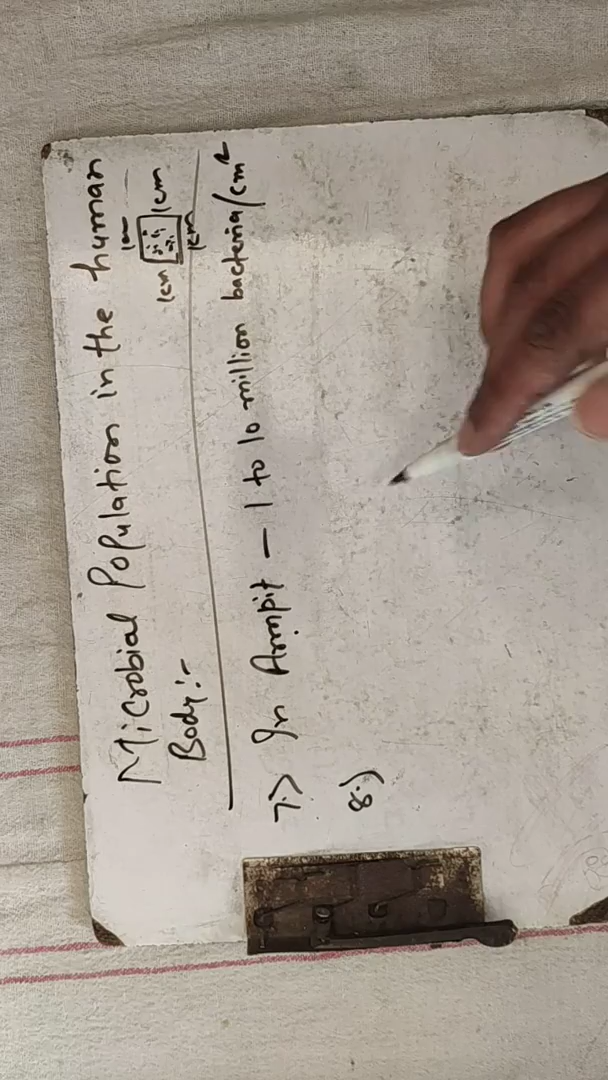 Microbial Population in the human
Body:-
1cm
1cm
1cm
1cm
7.> In Armpit — 1 to 10 million bacteria/cm²
8.)